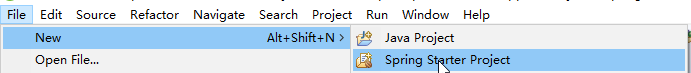 File Edit Source Refactor Navigate Search Project Run Window Help
New Alt+Shift+N > Java Project
Open File... Spring Starter Project